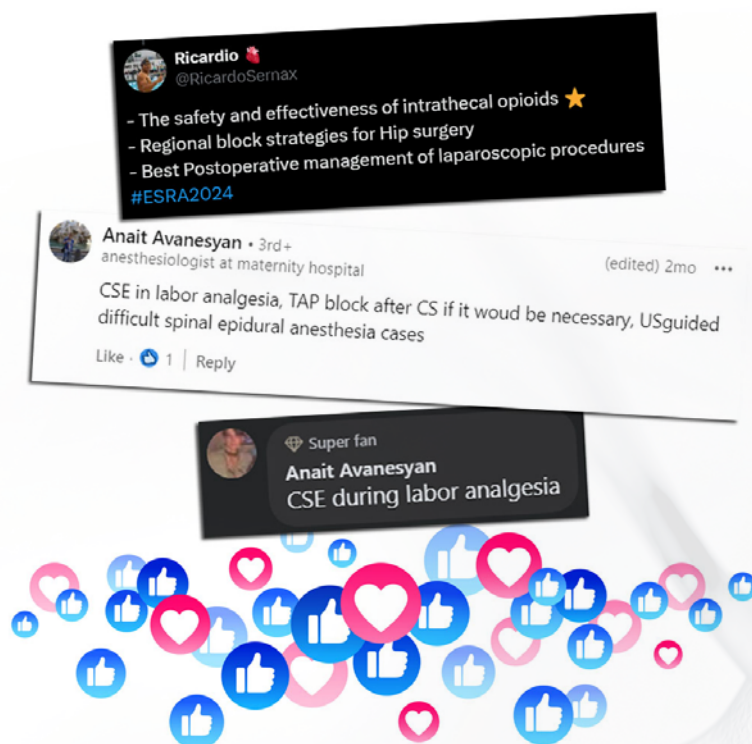 Ricardio
@RicardoSernax
- The safety and effectiveness of intrathecal opioids
- Regional block strategies for Hip surgery
- Best Postoperative management of laparoscopic procedures
#ESRA2024
Anait Avanesyan • 3rd+
anesthesiologist at maternity hospital
(edited) 2mo •••
CSE in labor analgesia, TAP block after CS if it woud be necessary, USguided
difficult spinal epidural anesthesia cases
Like · 1 | Reply
Super fan
Anait Avanesyan
CSE during labor analgesia